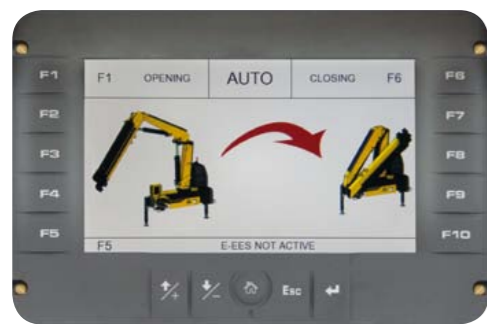 F1 F1 OPENING AUTO CLOSING F6 F6
F2 F7
F3 F8
F4 F9
F5 F10
F5 E-EES NOT ACTIVE
+ - Esc